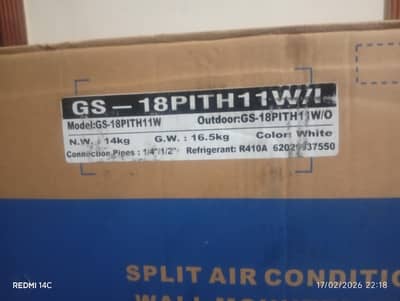 GS-18PITH11W/I
Model:GS-18PITH11W Outdoor:GS-18PITH11W/O
N.W. : 14kg G.W. : 16.5kg Color: White
Connection Pipes : 1/4"/1/2" Refrigerant: R410A
SPLIT AIR CONDITIO
REDMI 14C
17/02/2026 22:18